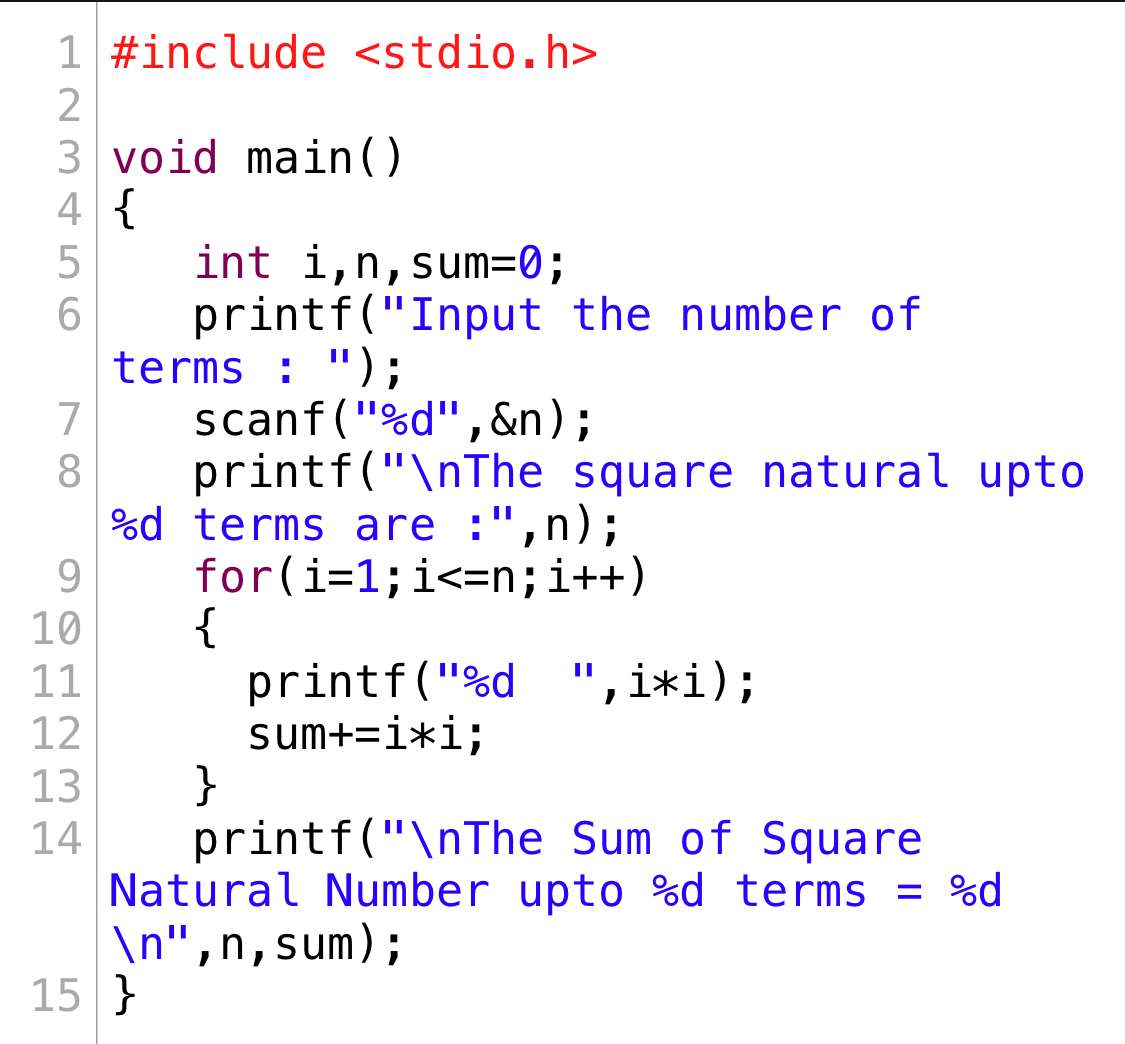 1 #include <stdio.h>
2
3 void main()
4 {
5    int i,n,sum=0;
6    printf("Input the number of
terms : ");
7    scanf("%d",&n);
8    printf("\nThe square natural upto
%d terms are :",n);
9    for(i=1;i<=n;i++)
10    {
11      printf("%d  ",i*i);
12      sum+=i*i;
13    }
14    printf("\nThe Sum of Square
Natural Number upto %d terms = %d
\n",n,sum);
15 }